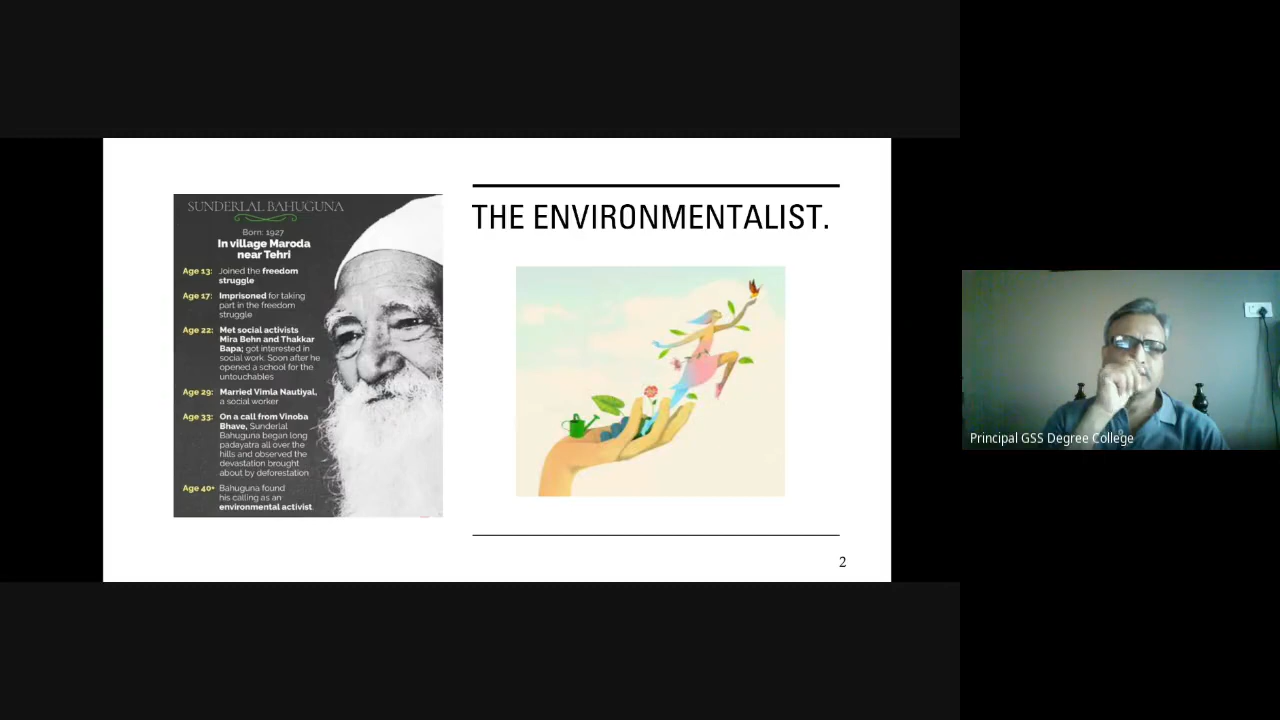 SUNDERLAL BAHUGUNA
Born: 1927
In village Maroda
near Tehri
Age 13: Joined the freedom
struggle
Age 17: Imprisoned for taking
part in the freedom
struggle
Age 22: Met social activists
Mira Behn and Thakkar
Bapa; got interested in
social work. Soon after he
opened a school for the
untouchables
Age 29: Married Vimla Nautiyal,
a social worker
Age 33: On a call from Vinoba
Bhave, Sunderlal
Bahuguna began long
padayatra all over the
hills and observed the
devastation brought
about by deforestation
Age 40+ Bahuguna found
his calling as an
environmental activist
THE ENVIRONMENTALIST.
2
Principal GSS Degree College